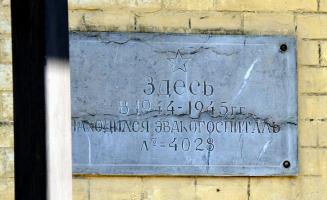 Здесь
в 1944-1945 гг.
находился эвакогоспиталь
№=4028